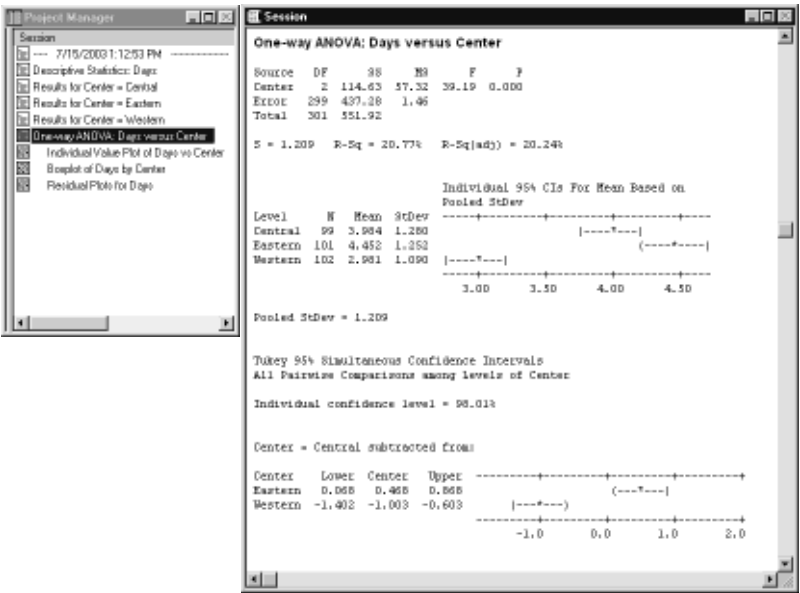 Project Manager
Session
---- 7/15/2003 1:12:53 PM ----------------
Descriptive Statistics: Days
Results for Center = Central
Results for Center = Eastern
Results for Center = Western
One-way ANOVA: Days versus Center
Individual Value Plot of Days vs Center
Boxplot of Days by Center
Residual Plots for Days
Session
One-way ANOVA: Days versus Center
Source DF SS MS F P
Center 2 114.63 57.32 39.19 0.000
Error 299 437.28 1.46
Total 301 551.92
S = 1.209 R-Sq = 20.77% R-Sq(adj) = 20.24%
Individual 95% CIs For Mean Based on
Pooled StDev
Level N Mean StDev -----+---------+---------+---------+----
Central 99 3.984 1.280 (----*---)
Eastern 101 4.452 1.252 (----*----)
Western 102 2.981 1.090 (----*---)
-----+---------+---------+---------+----
3.00 3.50 4.00 4.50
Pooled StDev = 1.209
Tukey 95% Simultaneous Confidence Intervals
All Pairwise Comparisons among Levels of Center
Individual confidence level = 98.01%
Center = Central subtracted from:
Center Lower Center Upper ---------+---------+---------+---------+
Eastern 0.068 0.468 0.868 (---*---)
Western -1.402 -1.003 -0.603 (---*---)
---------+---------+---------+---------+
-1.0 0.0 1.0 2.0